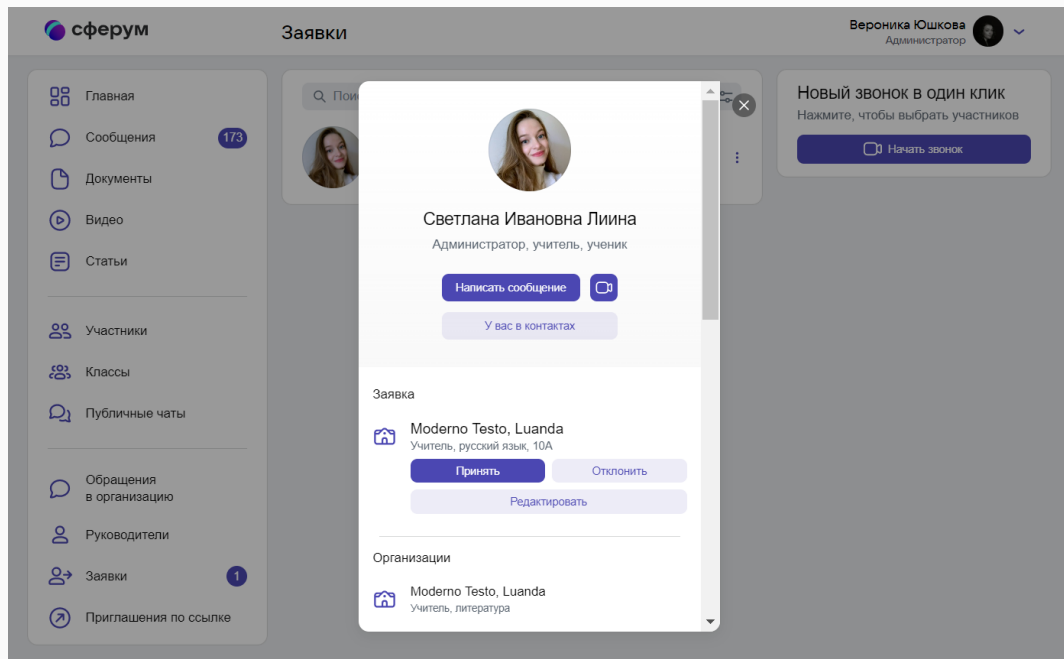 сферум
Заявки
Вероника Юшкова
Администратор
Главная
Сообщения 173
Документы
Видео
Статьи
Участники
Классы
Публичные чаты
Обращения
в организацию
Руководители
Заявки 1
Приглашения по ссылке
Светлана Ивановна Лиина
Администратор, учитель, ученик
Написать сообщение
У вас в контактах
Заявка
Moderno Testo, Luanda
Учитель, русский язык, 10А
Принять Отклонить
Редактировать
Организации
Moderno Testo, Luanda
Учитель, литература
Новый звонок в один клик
Нажмите, чтобы выбрать участников
Начать звонок